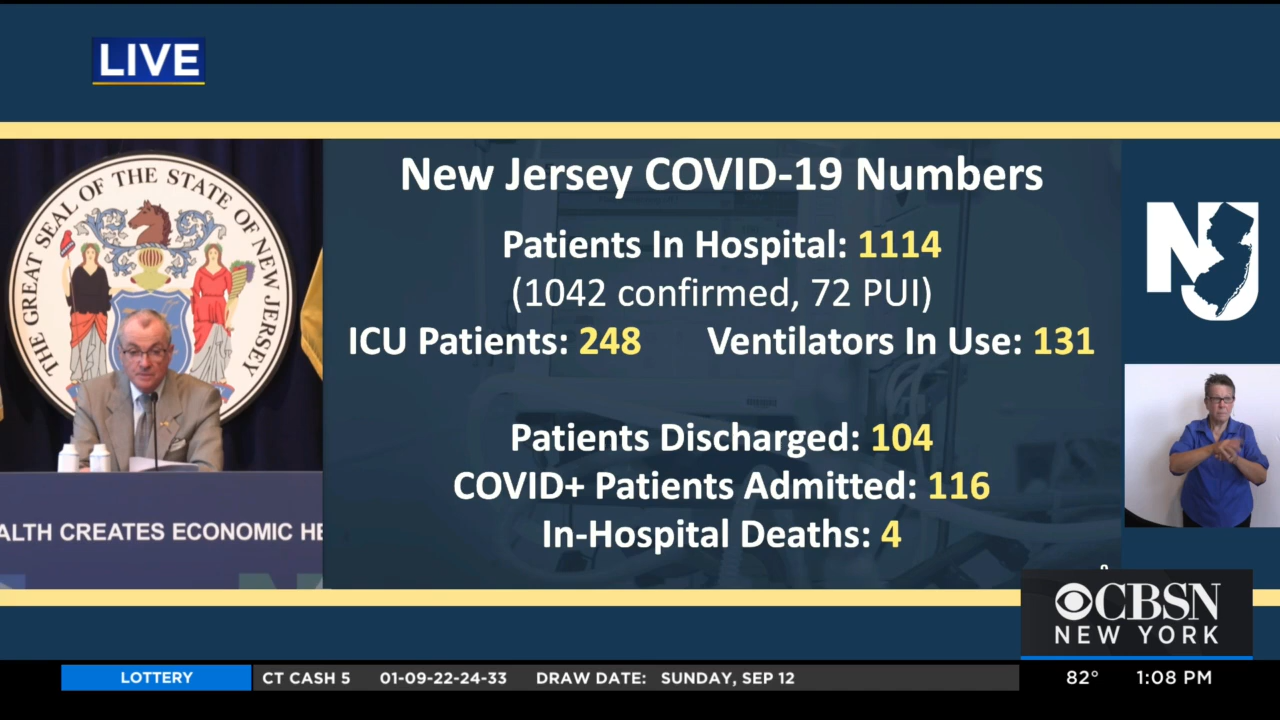 LIVE
THE GREAT SEAL OF THE STATE OF NEW JERSEY
ALTH CREATES ECONOMIC HE
New Jersey COVID-19 Numbers
Patients In Hospital: 1114
(1042 confirmed, 72 PUI)
ICU Patients: 248 Ventilators In Use: 131
Patients Discharged: 104
COVID+ Patients Admitted: 116
In-Hospital Deaths: 4
NJ
CBSN
NEW YORK
LOTTERY CT CASH 5 01-09-22-24-33 DRAW DATE: SUNDAY, SEP 12 82° 1:08 PM